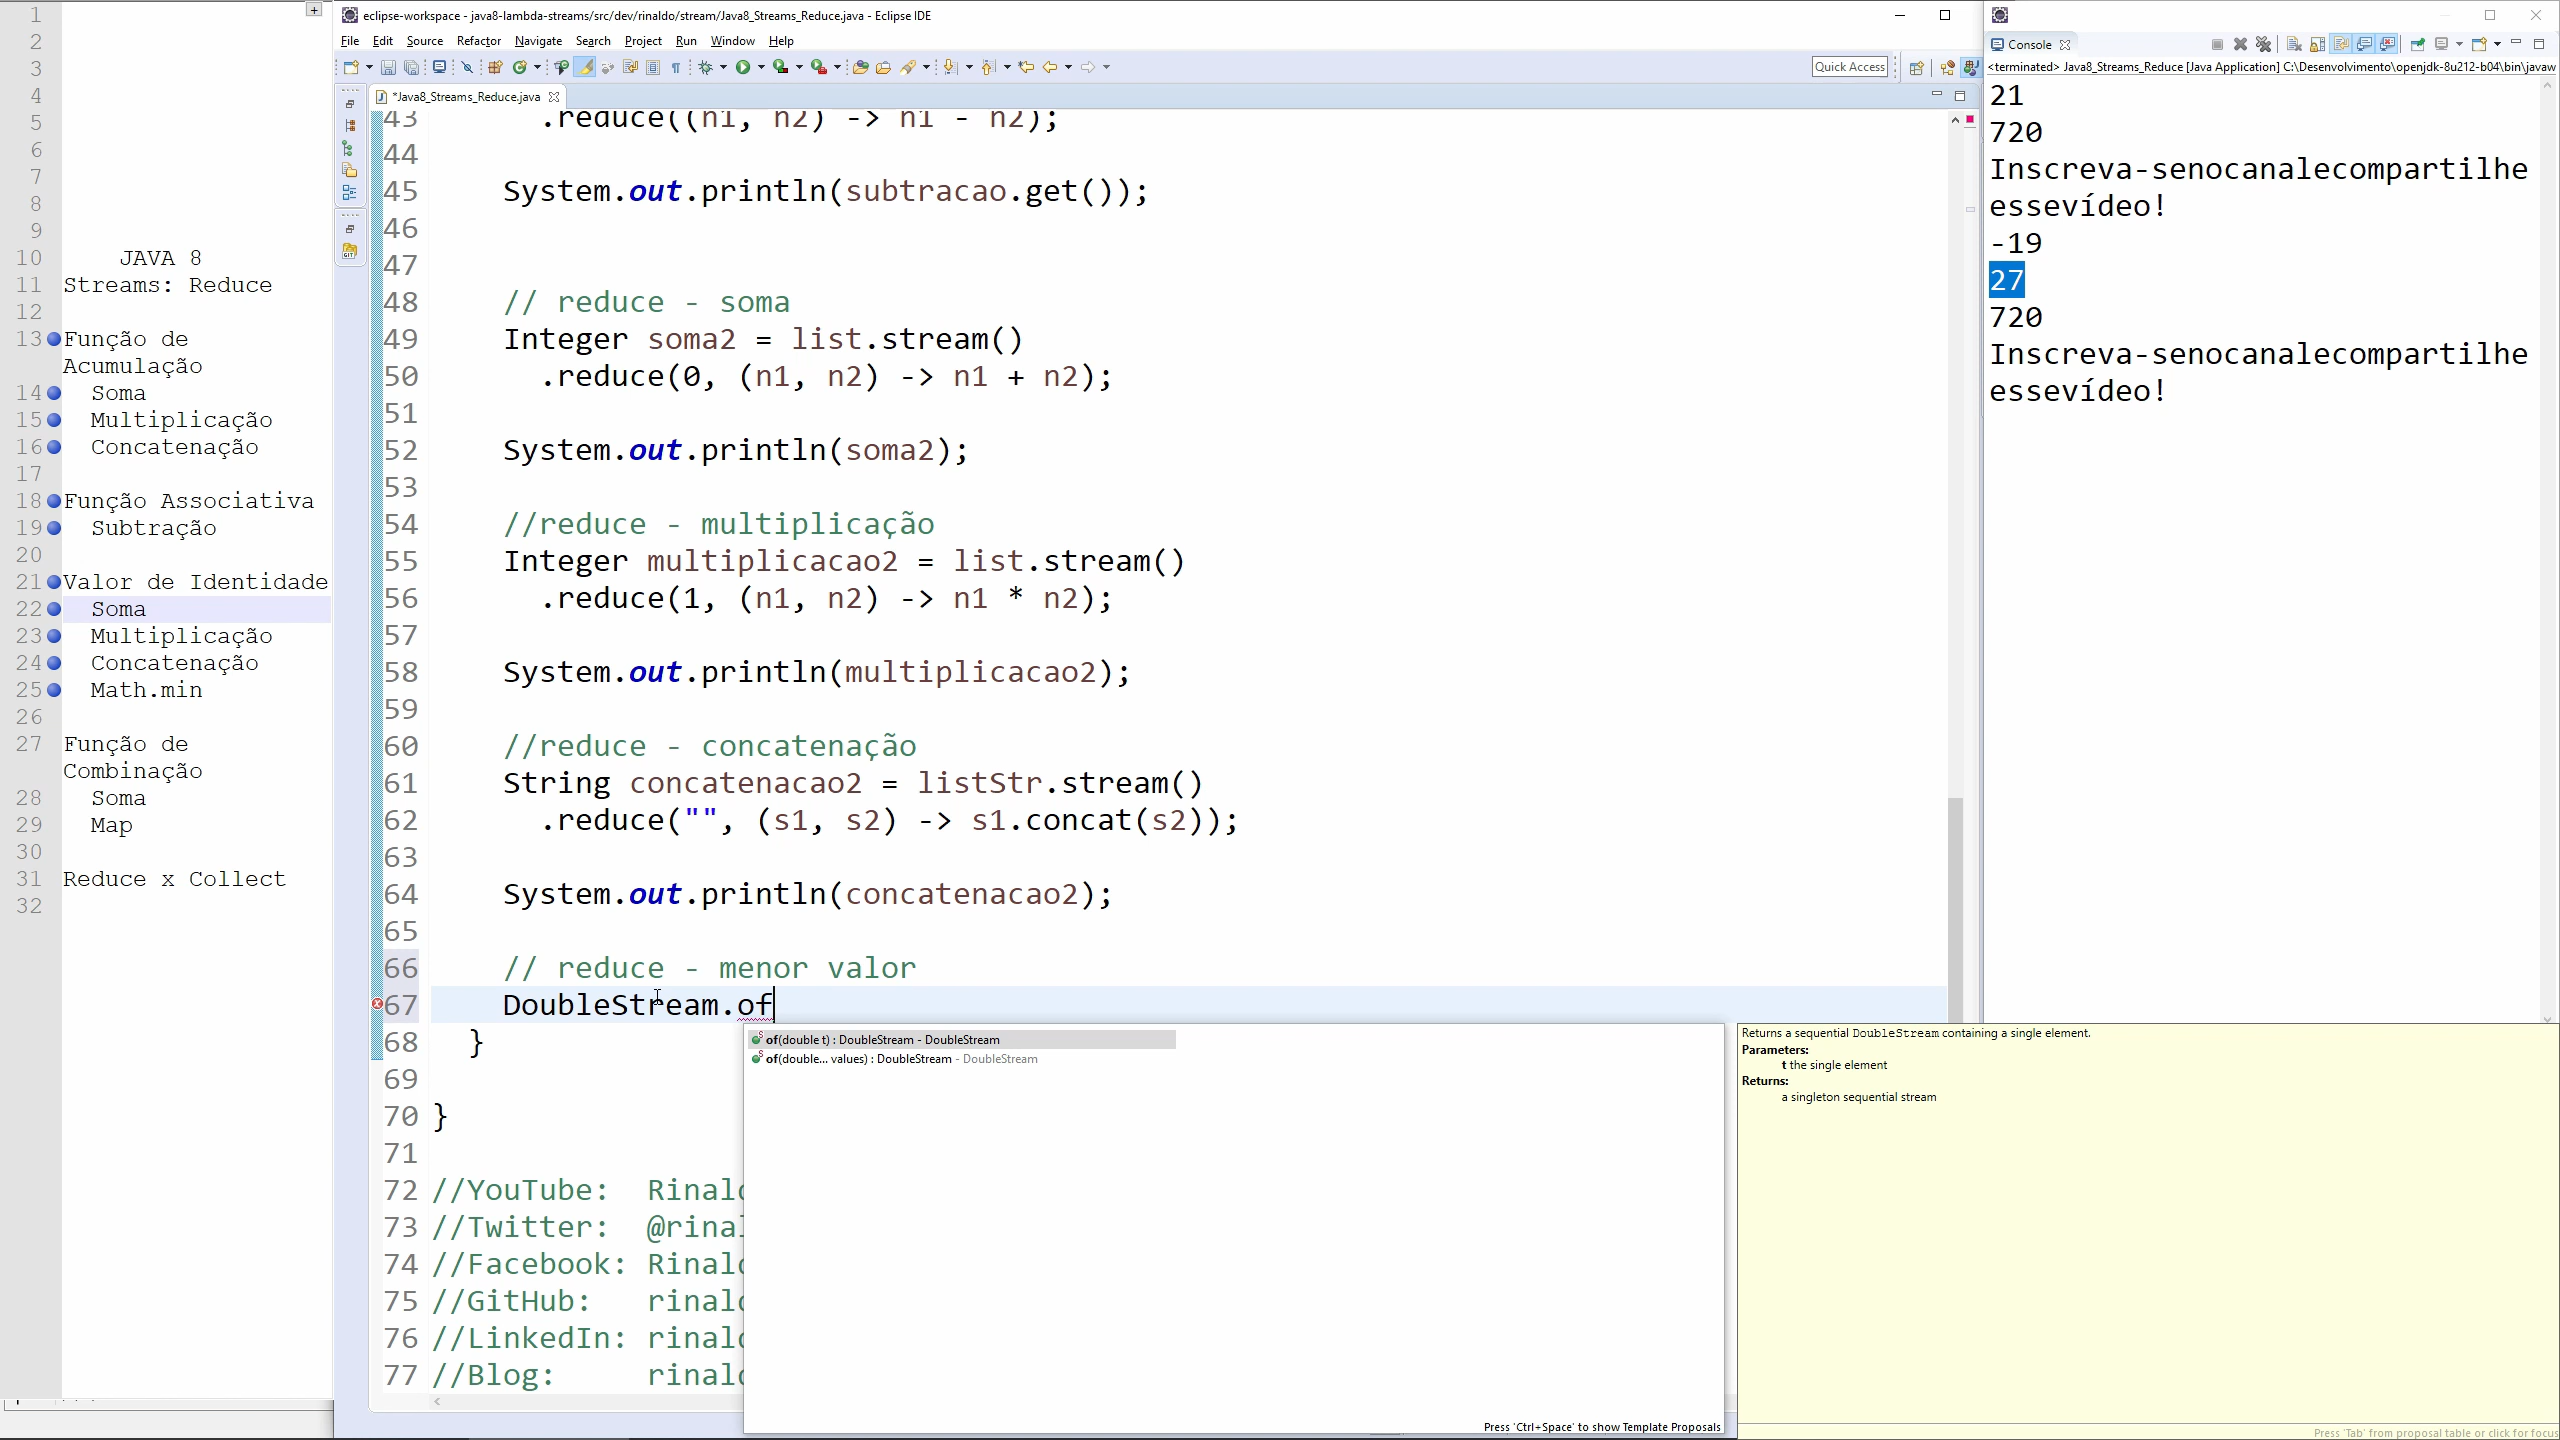 eclipse-workspace - java8-lambda-streams/src/dev/rinaldo/stream/Java8_Streams_Reduce.java - Eclipse IDE
File Edit Source Refactor Navigate Search Project Run Window Help
Quick Access
*Java8_Streams_Reduce.java
1
2
3
4
5
6
7
8
9
10 JAVA 8
11 Streams: Reduce
12
13 Função de
Acumulação
14 Soma
15 Multiplicação
16 Concatenação
17
18 Função Associativa
19 Subtração
20
21 Valor de Identidade
22 Soma
23 Multiplicação
24 Concatenação
25 Math.min
26
27 Função de
Combinação
28 Soma
29 Map
30
31 Reduce x Collect
32
43 .reduce((n1, n2) -> n1 - n2);
44
45 System.out.println(subtracao.get());
46
47
48 // reduce - soma
49 Integer soma2 = list.stream()
50 .reduce(0, (n1, n2) -> n1 + n2);
51
52 System.out.println(soma2);
53
54 //reduce - multiplicação
55 Integer multiplicacao2 = list.stream()
56 .reduce(1, (n1, n2) -> n1 * n2);
57
58 System.out.println(multiplicacao2);
59
60 //reduce - concatenação
61 String concatenacao2 = listStr.stream()
62 .reduce("", (s1, s2) -> s1.concat(s2));
63
64 System.out.println(concatenacao2);
65
66 // reduce - menor valor
67 DoubleStream.of
68 }
69
70 }
71
72 //YouTube: Rinald
73 //Twitter: @rinal
74 //Facebook: Rinald
75 //GitHub: rinald
76 //LinkedIn: rinald
77 //Blog: rinald
of(double t) : DoubleStream - DoubleStream
of(double... values) : DoubleStream - DoubleStream
Press 'Ctrl+Space' to show Template Proposals
Returns a sequential DoubleStream containing a single element.
Parameters:
t the single element
Returns:
a singleton sequential stream
Press 'Tab' from proposal table or click for focus
Console
<terminated> Java8_Streams_Reduce [Java Application] C:\Desenvolvimento\openjdk-8u212-b04\bin\javaw
21
720
Inscreva-senocanalecompartilhe
essevídeo!
-19
27
720
Inscreva-senocanalecompartilhe
essevídeo!